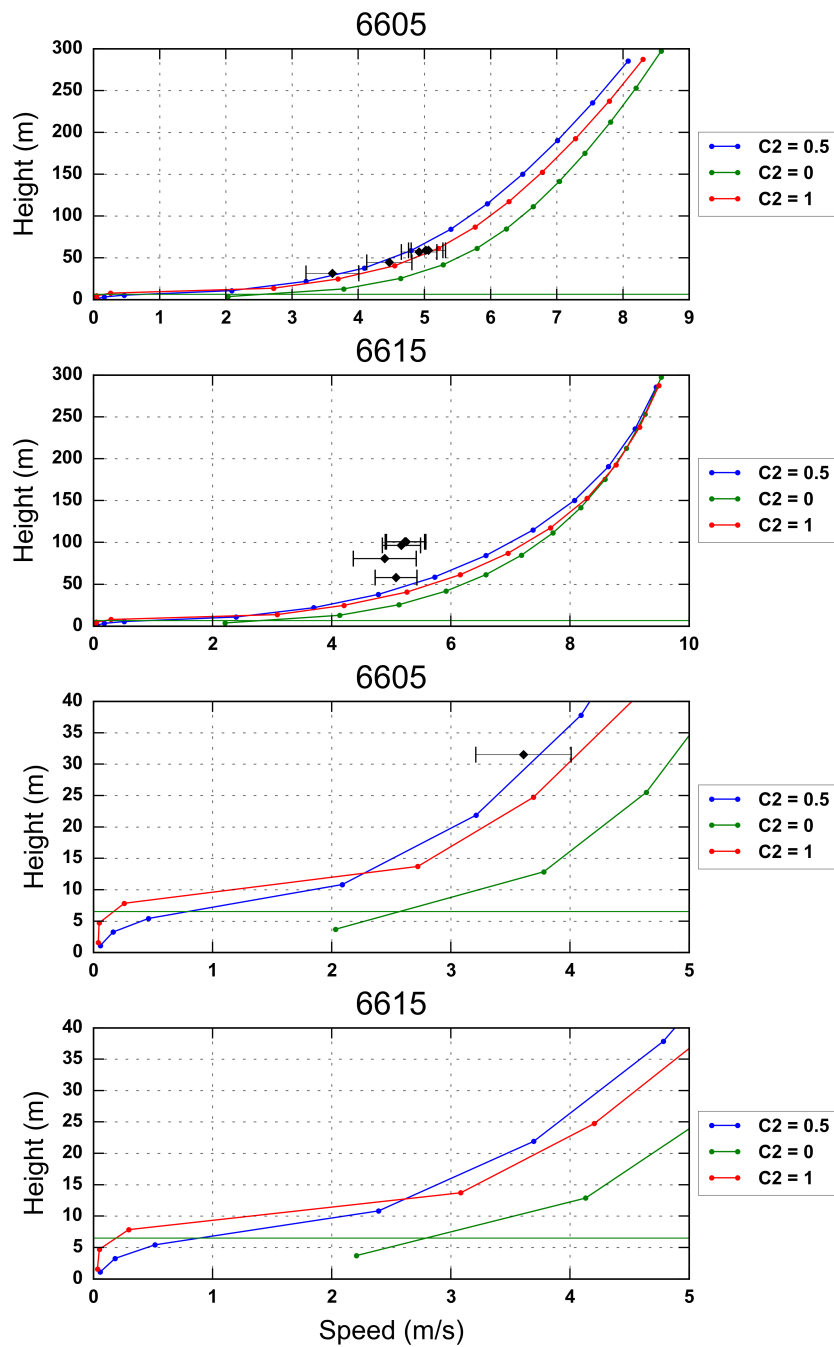 6605
300
250
200
150
100
50
0
Height (m)
0 1 2 3 4 5 6 7 8 9
C2 = 0.5
C2 = 0
C2 = 1
6615
300
250
200
150
100
50
0
Height (m)
0 2 4 6 8 10
C2 = 0.5
C2 = 0
C2 = 1
6605
40
35
30
25
20
15
10
5
0
Height (m)
0 1 2 3 4 5
C2 = 0.5
C2 = 0
C2 = 1
6615
40
35
30
25
20
15
10
5
0
Height (m)
0 1 2 3 4 5
C2 = 0.5
C2 = 0
C2 = 1
Speed (m/s)